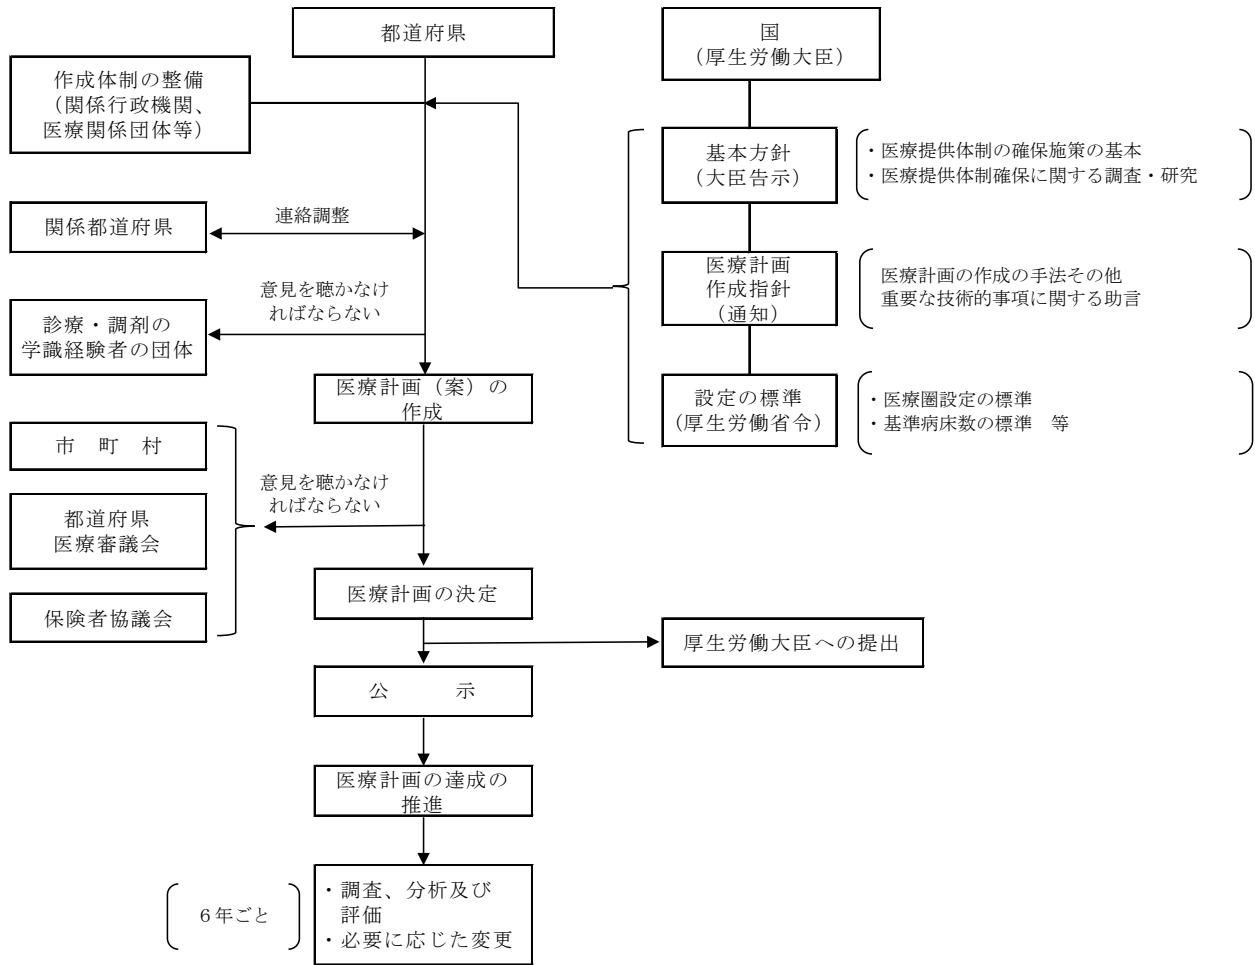 都道府県
国
(厚生労働大臣)
作成体制の整備
(関係行政機関、
医療関係団体等)
基本方針
(大臣告示)
・医療提供体制の確保施策の基本
・医療提供体制確保に関する調査・研究
関係都道府県
連絡調整
医療計画
作成指針
(通知)
医療計画の作成の手法その他
重要な技術的事項に関する助言
意見を聴かなけ
ればならない
診療・調剤の
学識経験者の団体
医療計画(案)の
作成
設定の標準
(厚生労働省令)
・医療圏設定の標準
・基準病床数の標準 等
市 町 村
意見を聴かなけ
ればならない
都道府県
医療審議会
保険者協議会
医療計画の決定
厚生労働大臣への提出
公 示
医療計画の達成の
推進
6年ごと
・調査、分析及び
評価
・必要に応じた変更